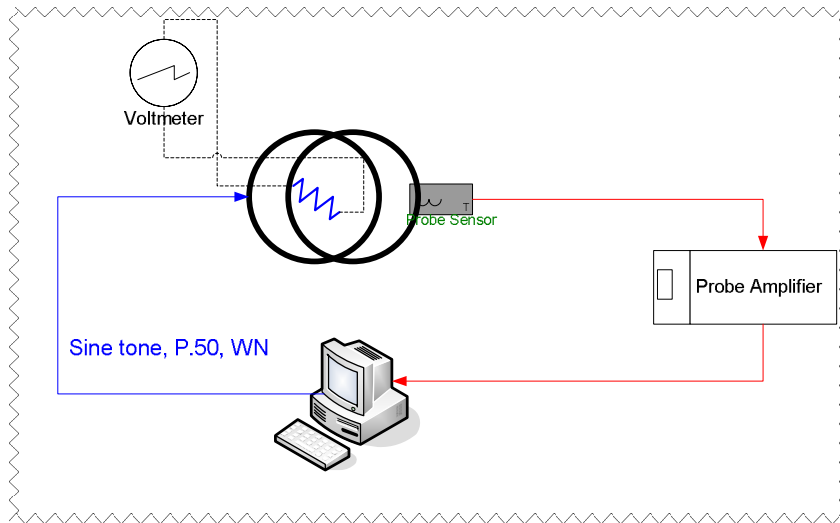 Voltmeter
T
Probe Sensor
Probe Amplifier
Sine tone, P.50, WN